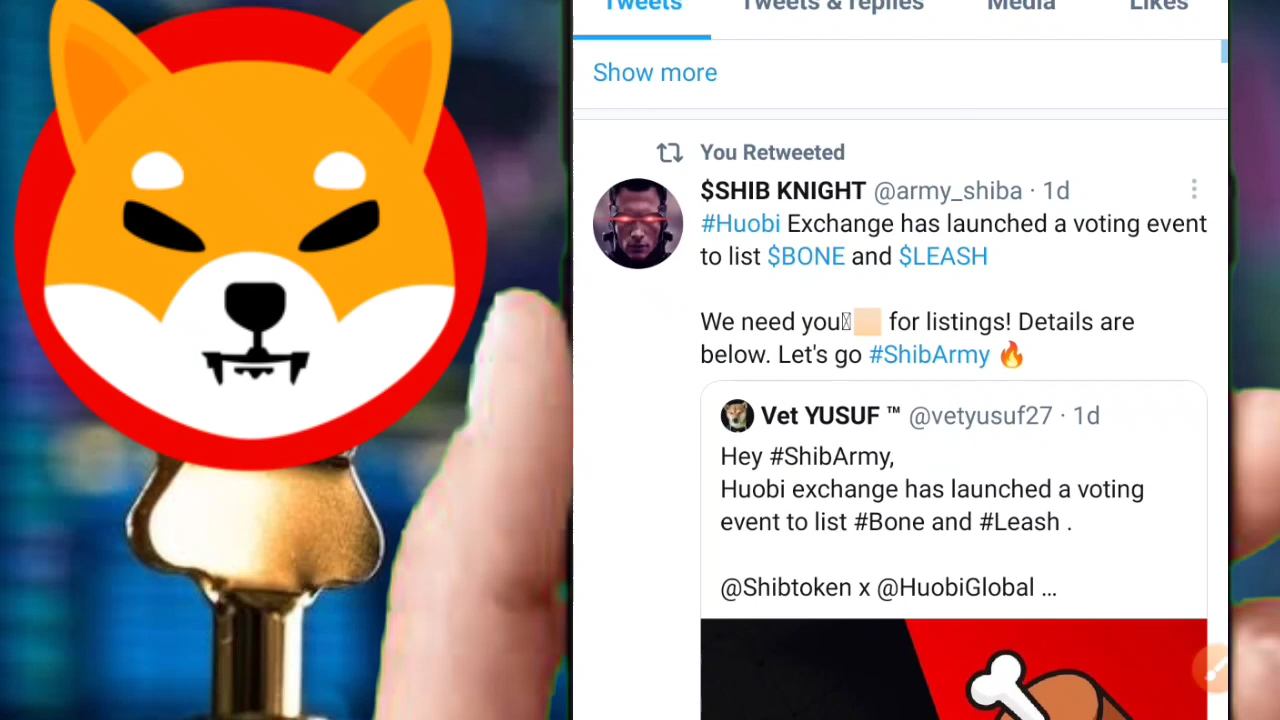 Tweets Tweets & replies Media Likes
Show more
You Retweeted
$SHIB KNIGHT @army_shiba · 1d
#Huobi Exchange has launched a voting event
to list $BONE and $LEASH
We need you for listings! Details are
below. Let's go #ShibArmy 🔥
Vet YUSUF ™ @vetyusuf27 · 1d
Hey #ShibArmy,
Huobi exchange has launched a voting
event to list #Bone and #Leash .
@Shibtoken x @HuobiGlobal ...